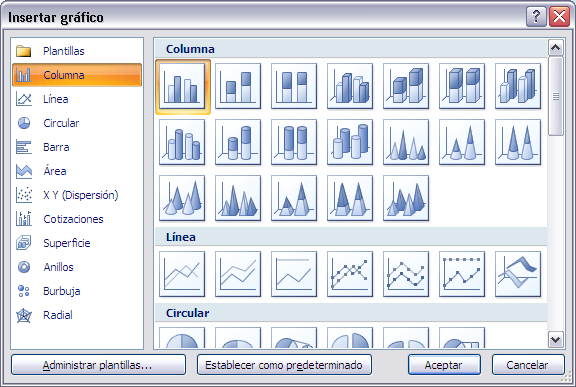 Insertar gráfico
Plantillas
Columna
Línea
Circular
Barra
Área
X Y (Dispersión)
Cotizaciones
Superficie
Anillos
Burbuja
Radial
Columna
Línea
Circular
Administrar plantillas...
Establecer como predeterminado
Aceptar
Cancelar